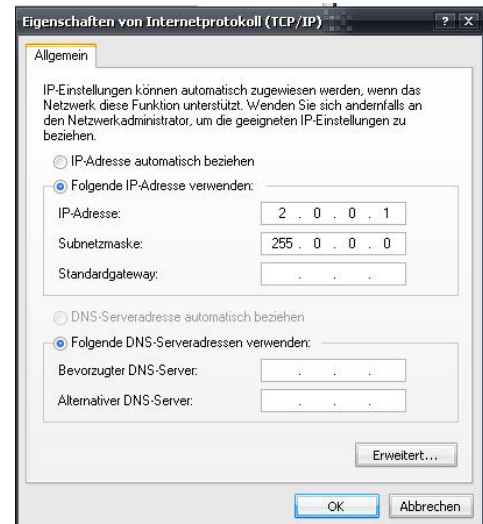 Eigenschaften von Internetprotokoll (TCP/IP)
Allgemein
IP-Einstellungen können automatisch zugewiesen werden, wenn das
Netzwerk diese Funktion unterstützt. Wenden Sie sich andernfalls an
den Netzwerkadministrator, um die geeigneten IP-Einstellungen zu
beziehen.
IP-Adresse automatisch beziehen
Folgende IP-Adresse verwenden:
IP-Adresse: 2 . 0 . 0 . 1
Subnetzmaske: 255 . 0 . 0 . 0
Standardgateway: . . .
DNS-Serveradresse automatisch beziehen
Folgende DNS-Serveradressen verwenden:
Bevorzugter DNS-Server: . . .
Alternativer DNS-Server: . . .
Erweitert...
OK Abbrechen